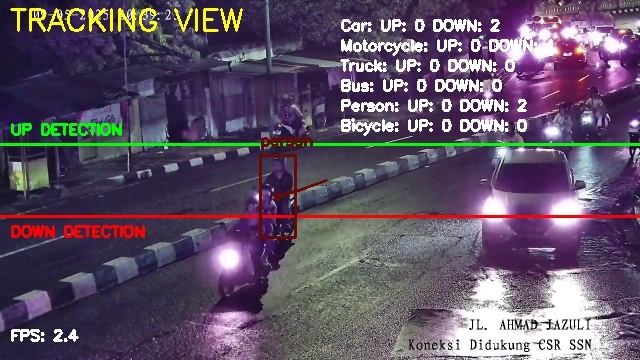 TRACKING VIEW
Car: UP: 0 DOWN: 2
Motorcycle: UP: 0 DOWN:
Truck: UP: 0 DOWN: 0
Bus: UP: 0 DOWN: 0
Person: UP: 0 DOWN: 2
Bicycle: UP: 0 DOWN: 0
UP DETECTION
person
DOWN DETECTION
FPS: 2.4
JL. AHMAD JAZULI
Koneksi Didukung CSR SSN